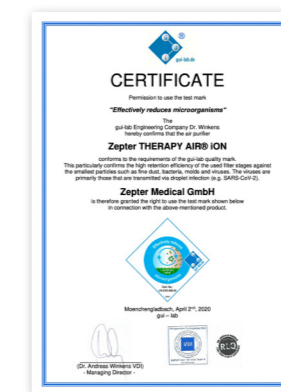 gui-lab.de
CERTIFICATE
Permission to use the test mark
"Effectively reduces microorganisms"
The
gui-lab Engineering Company Dr. Winkens
hereby confirms that the air purifier
Zepter THERAPY AIR® iON
conforms to the requirements of the gui-lab quality mark.
This particularly confirms the high retention efficiency of the used filter stages against
the smallest particles such as fine dust, bacteria, molds and viruses. The viruses are
primarily those that are transmitted via droplet infection (e.g. SARS-CoV-2).
Zepter Medical GmbH
is therefore granted the right to use the test mark shown below
in connection with the above-mentioned product.
Effectively reduces
Moenchengladbach, April 2nd, 2020
gui – lab
VDI
(Dr. Andreas Winkens VDI)
- Managing Director -